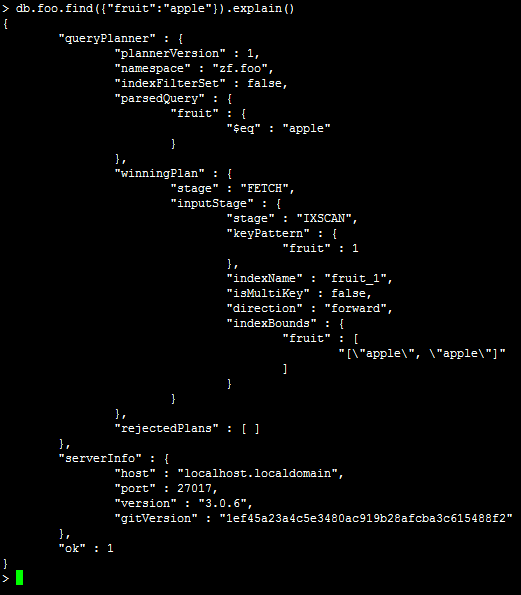 > db.foo.find({"fruit":"apple"}).explain()
{
        "queryPlanner" : {
                "plannerVersion" : 1,
                "namespace" : "zf.foo",
                "indexFilterSet" : false,
                "parsedQuery" : {
                        "fruit" : {
                                "$eq" : "apple"
                        }
                },
                "winningPlan" : {
                        "stage" : "FETCH",
                        "inputStage" : {
                                "stage" : "IXSCAN",
                                "keyPattern" : {
                                        "fruit" : 1
                                },
                                "indexName" : "fruit_1",
                                "isMultiKey" : false,
                                "direction" : "forward",
                                "indexBounds" : {
                                        "fruit" : [
                                                "[\"apple\", \"apple\"]"
                                        ]
                                }
                        }
                },
                "rejectedPlans" : [ ]
        },
        "serverInfo" : {
                "host" : "localhost.localdomain",
                "port" : 27017,
                "version" : "3.0.6",
                "gitVersion" : "1ef45a23a4c5e3480ac919b28afcba3c615488f2"
        },
        "ok" : 1
}
>